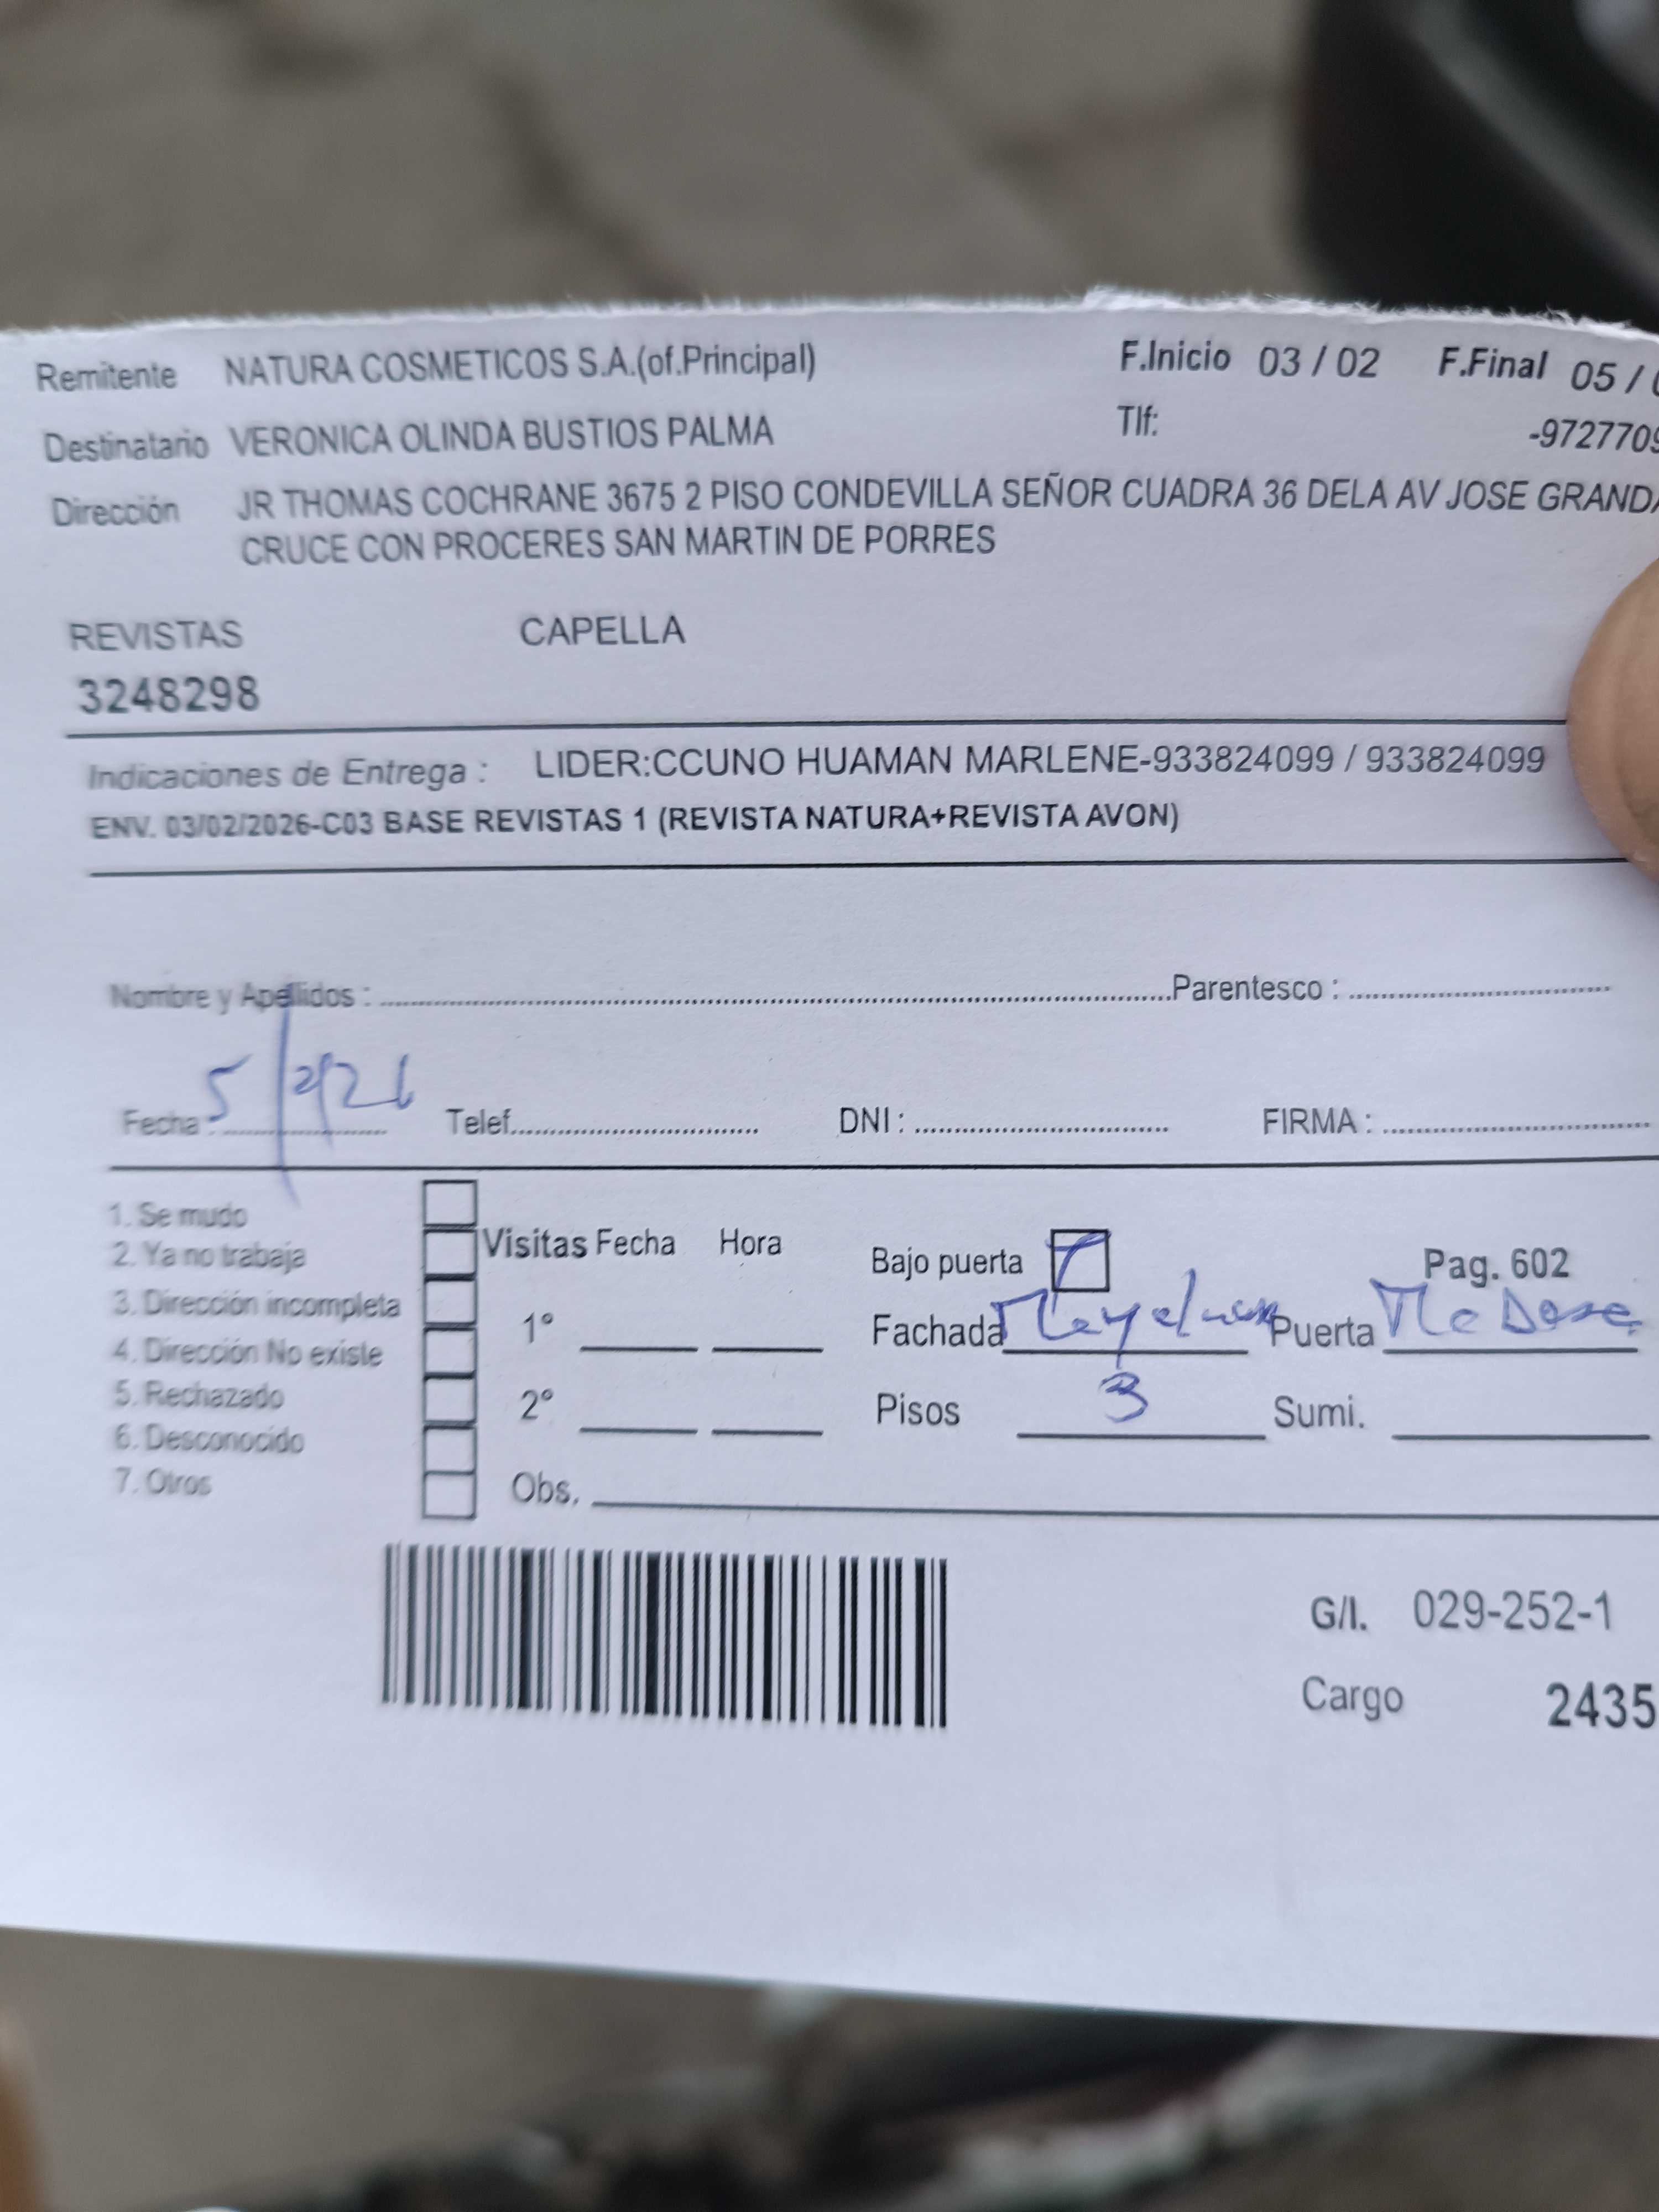 Remitente NATURA COSMETICOS S.A.(of.Principal) F.Inicio 03 / 02 F.Final 05 /
Destinatario VERONICA OLINDA BUSTIOS PALMA Tlf: -9727709
Dirección JR THOMAS COCHRANE 3675 2 PISO CONDEVILLA SEÑOR CUADRA 36 DELA AV JOSE GRANDA
CRUCE CON PROCERES SAN MARTIN DE PORRES
REVISTAS CAPELLA
3248298
Indicaciones de Entrega : LIDER:CCUNO HUAMAN MARLENE-933824099 / 933824099
ENV. 03/02/2026-C03 BASE REVISTAS 1 (REVISTA NATURA+REVISTA AVON)
Nombre y Apellidos : Parentesco :
Fecha : 5/2/26 Telef. DNI : FIRMA :
1. Se mudo
2. Ya no trabaja Visitas Fecha Hora Bajo puerta Pag. 602
3. Dirección incompleta 1° Fachada Puerta
4. Dirección No existe
5. Rechazado 2° Pisos 3 Sumi.
6. Desconocido
7. Otros Obs.
G/I. 029-252-1
Cargo 2435